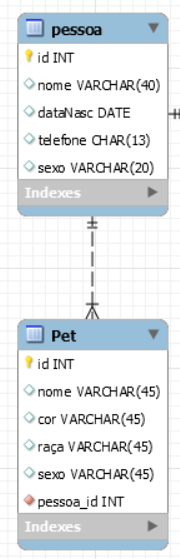 pessoa
id INT
nome VARCHAR(40)
dataNasc DATE
telefone CHAR(13)
sexo VARCHAR(20)
Indexes
Pet
id INT
nome VARCHAR(45)
cor VARCHAR(45)
raça VARCHAR(45)
sexo VARCHAR(45)
pessoa_id INT
Indexes